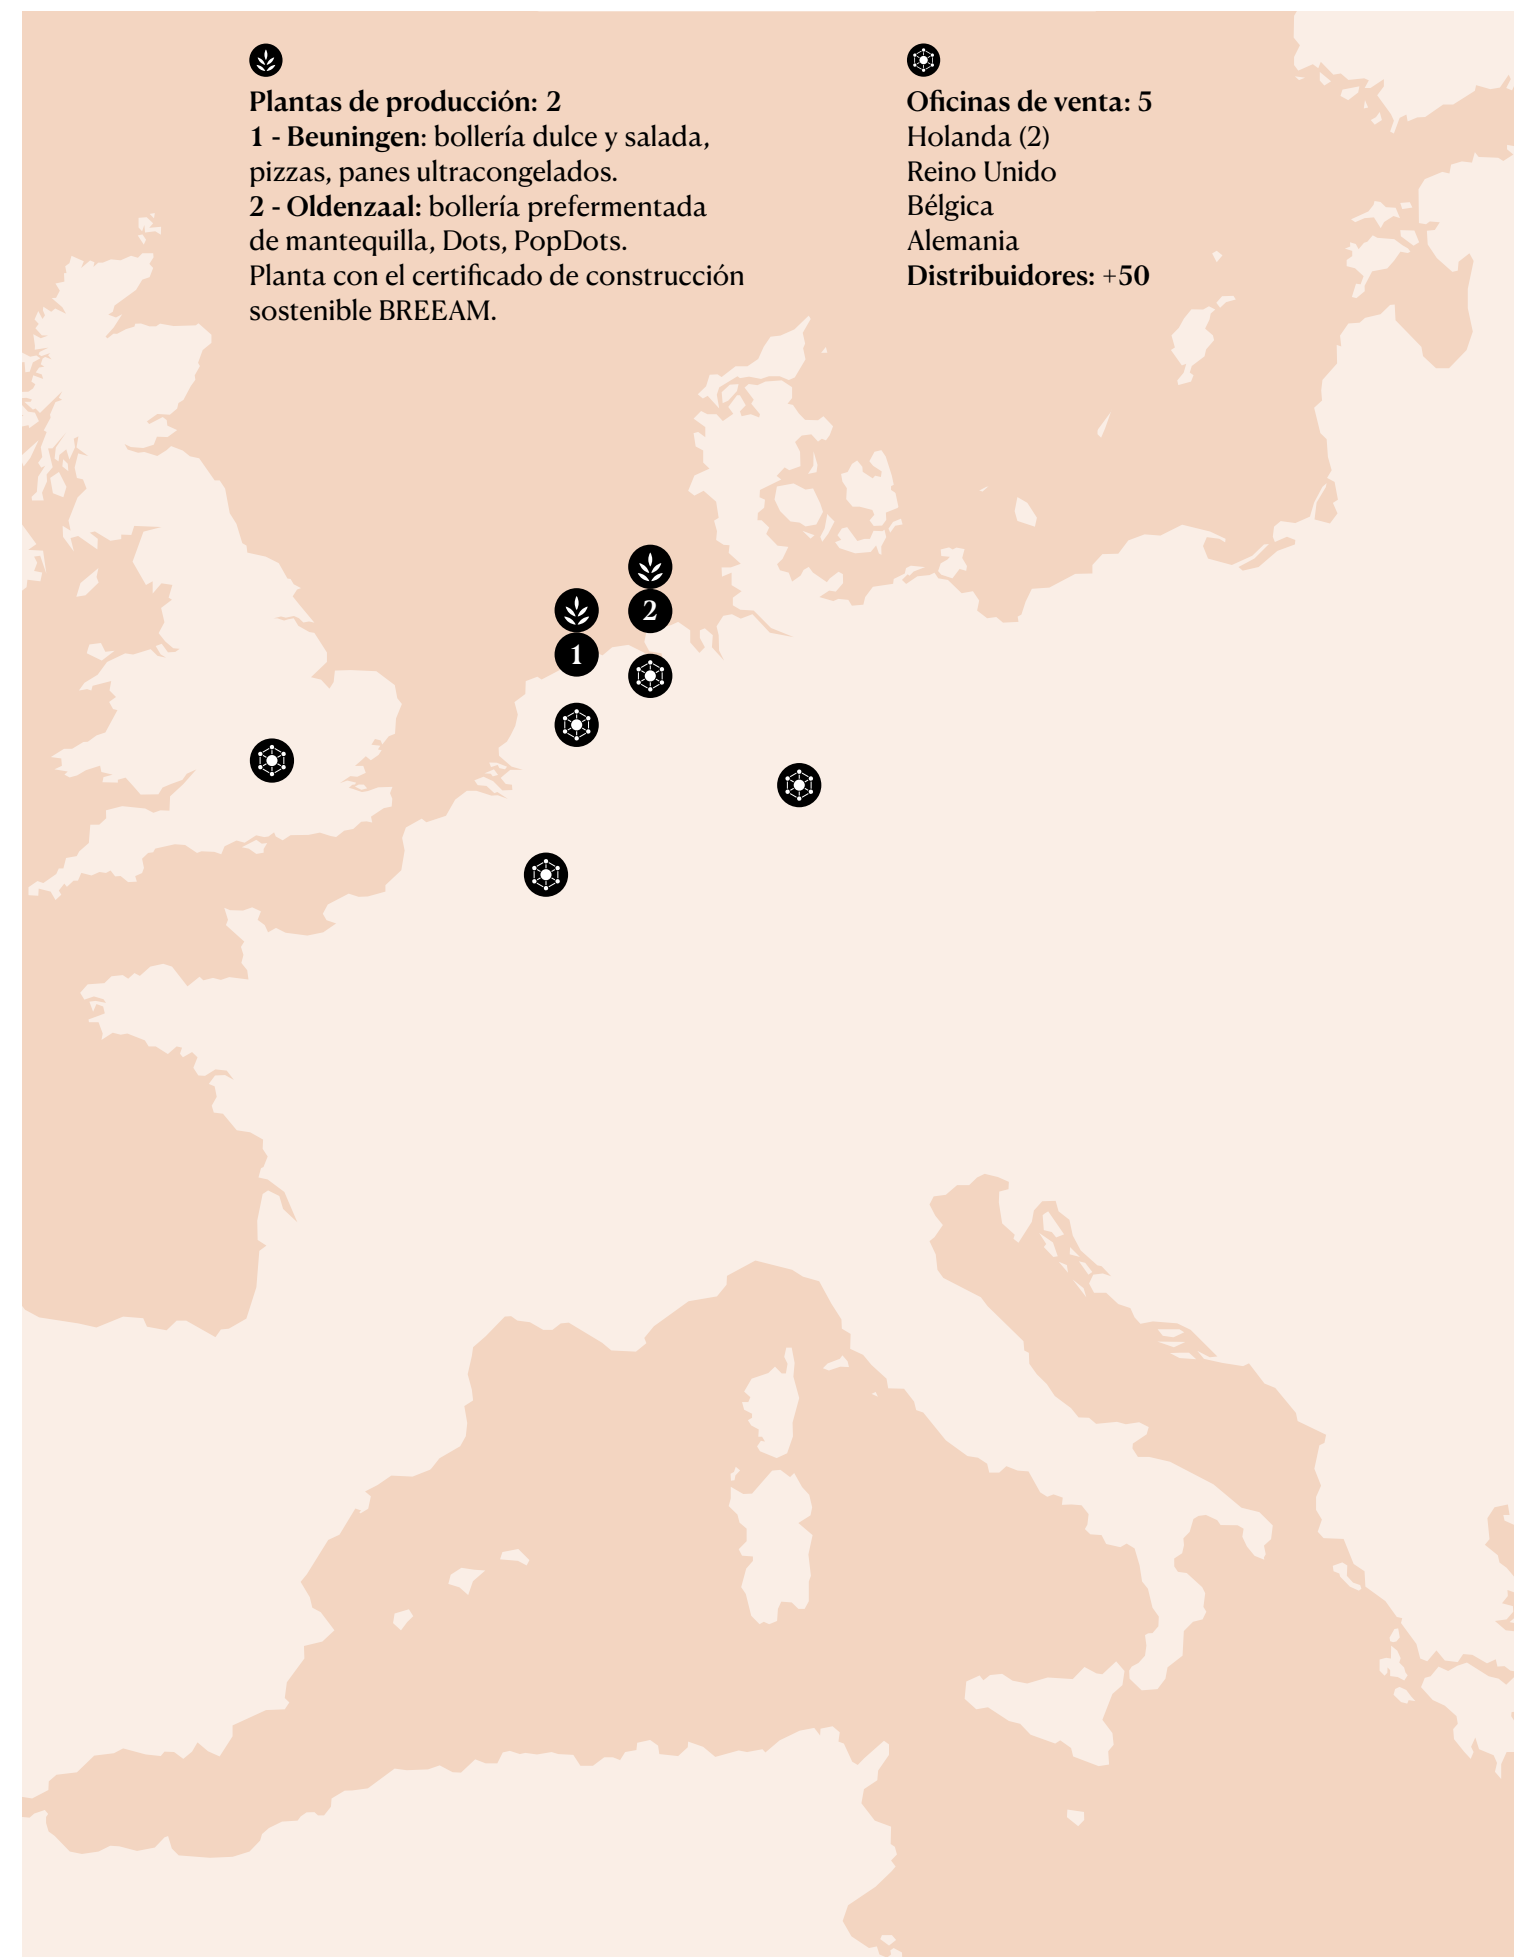 Plantas de producción: 2
1 - Beuningen: bollería dulce y salada,
pizzas, panes ultracongelados.
2 - Oldenzaal: bollería prefermentada
de mantequilla, Dots, PopDots.
Planta con el certificado de construcción
sostenible BREEAM.
Oficinas de venta: 5
Holanda (2)
Reino Unido
Bélgica
Alemania
Distribuidores: +50
2
1